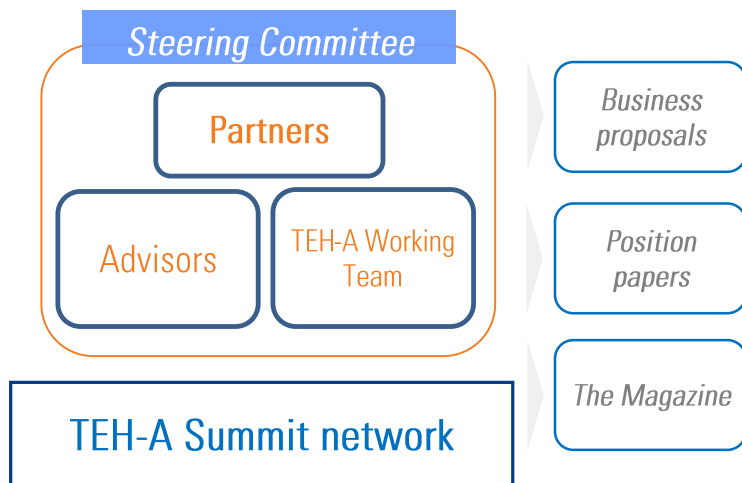 Steering Committee
Partners
Advisors
TEH-A Working
Team
TEH-A Summit network
Business
proposals
Position
papers
The Magazine